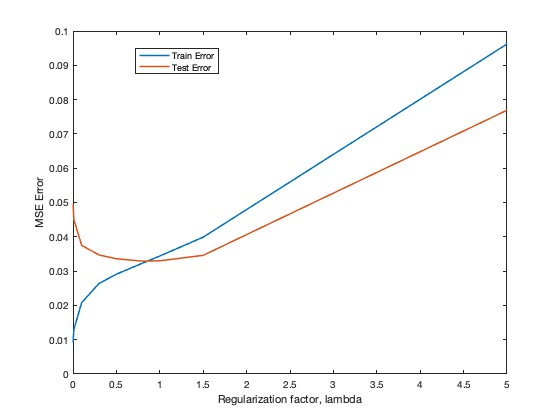 0.1
0.09
0.08
0.07
0.06
0.05
0.04
0.03
0.02
0.01
0
MSE Error
Train Error
Test Error
0 0.5 1 1.5 2 2.5 3 3.5 4 4.5 5
Regularization factor, lambda